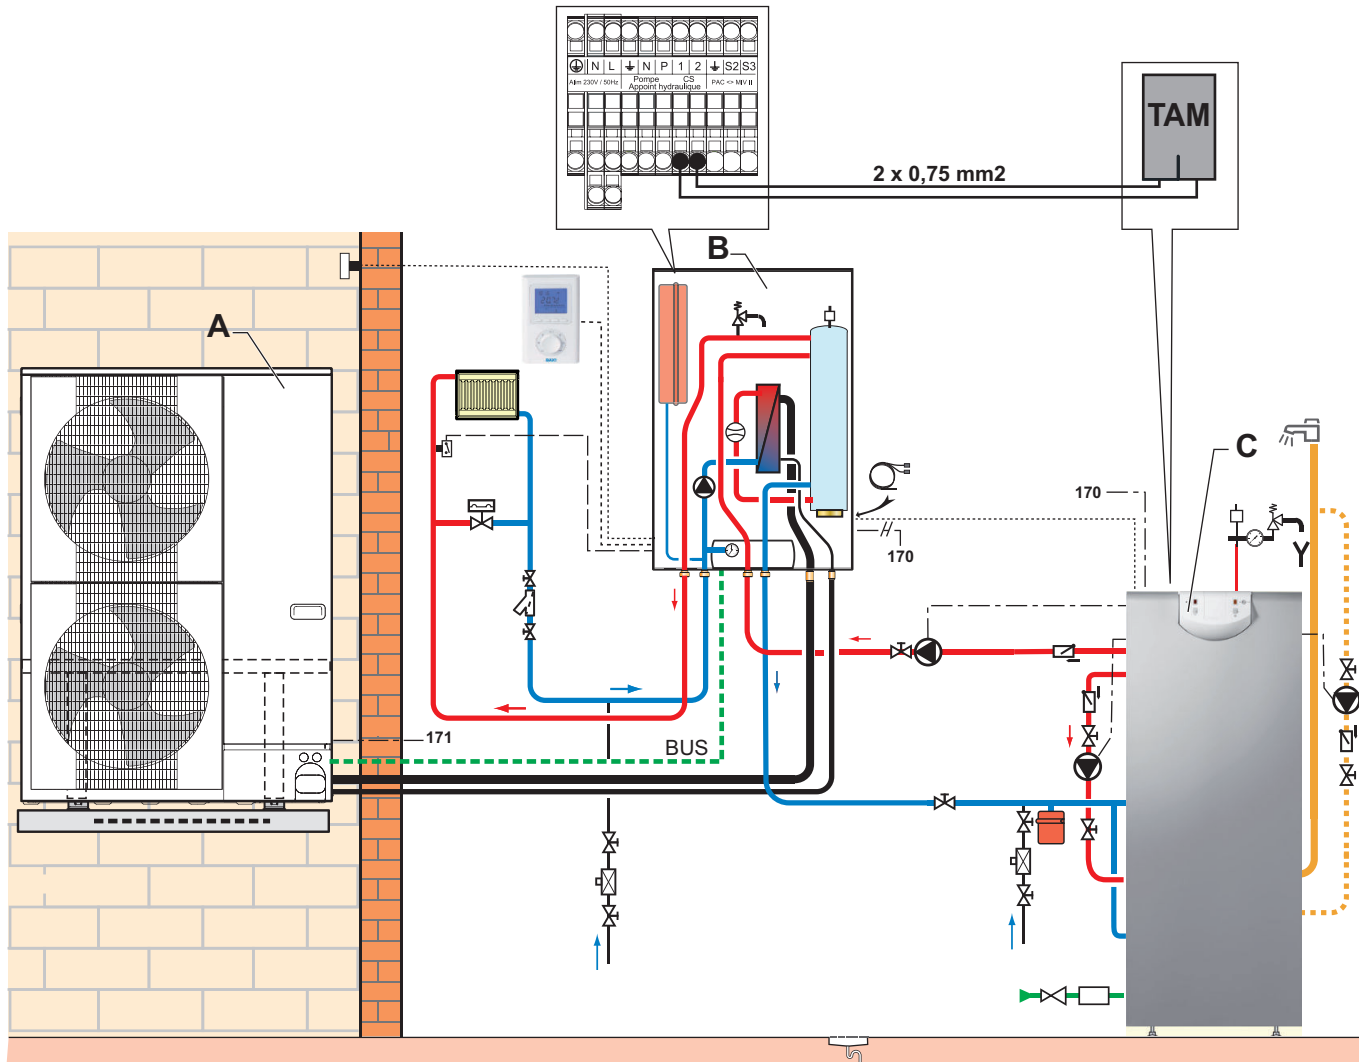 N L N P 1 2 S2 S3
Alim 230V / 50Hz Pompe CS PAC <> MIV II
Appoint hydraulique
TAM
2 x 0,75 mm2
B
A
C
170
170
171
BUS